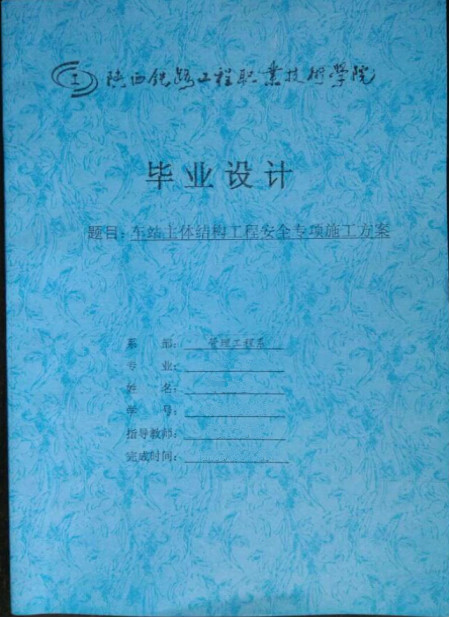 陕西铁路工程职业技术学院
毕业设计
题目：车站主体结构工程安全专项施工方案
系 部： 管理工程系
专 业：
姓 名：
学 号：
指导教师：
完成时间：